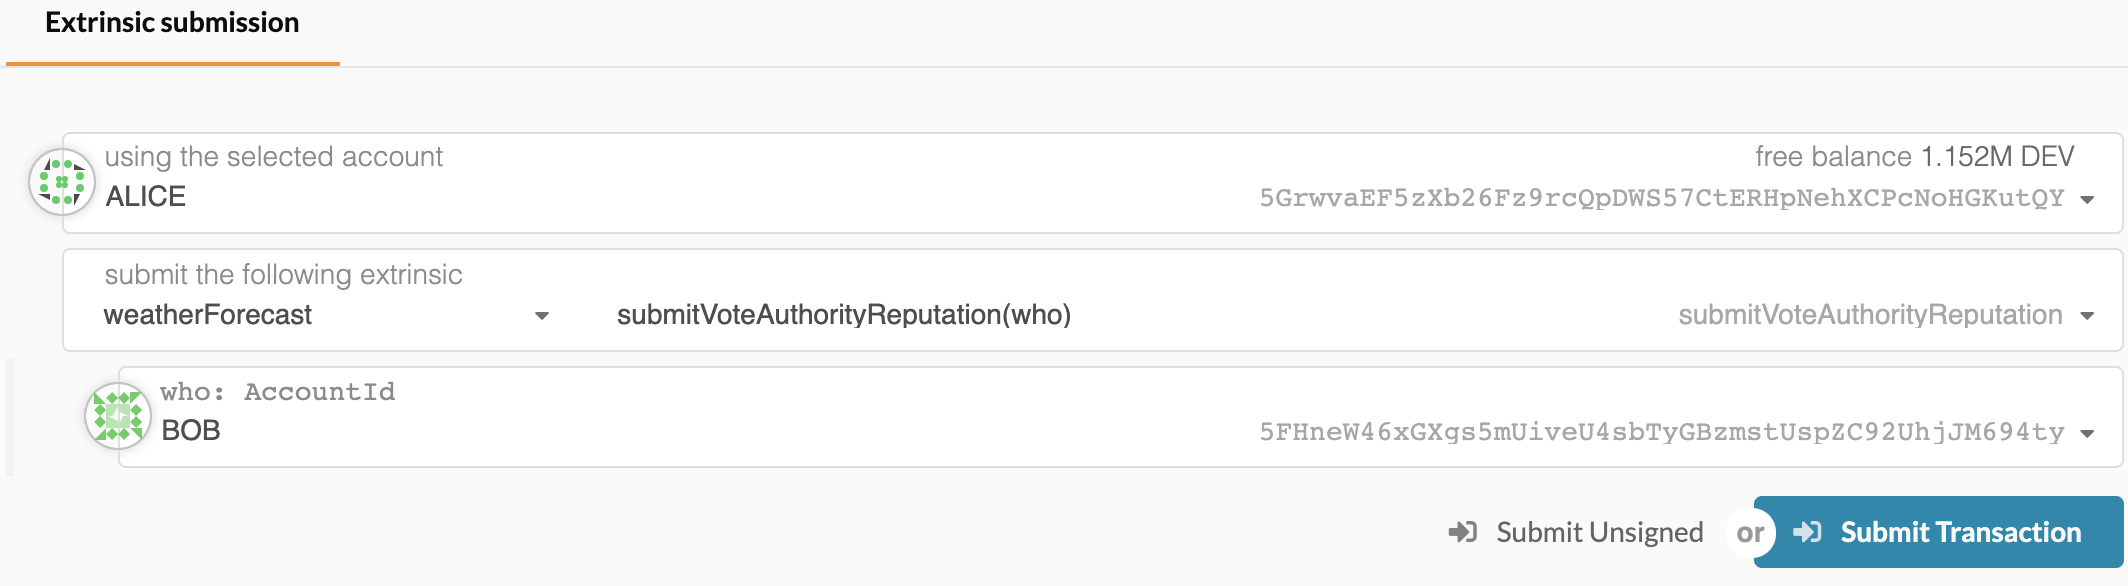 Extrinsic submission
using the selected account
free balance 1.152M DEV
ALICE
5GrwvaEF5zXb26Fz9rcQpDWS57CtERHpNehXCPcNoHGKutQY
submit the following extrinsic
weatherForecast
submitVoteAuthorityReputation(who)
submitVoteAuthorityReputation
who: AccountId
BOB
5FHneW46xGXgs5mUiveU4sbTyGBzmstUspZC92UhjJM694ty
Submit Unsigned
or
Submit Transaction